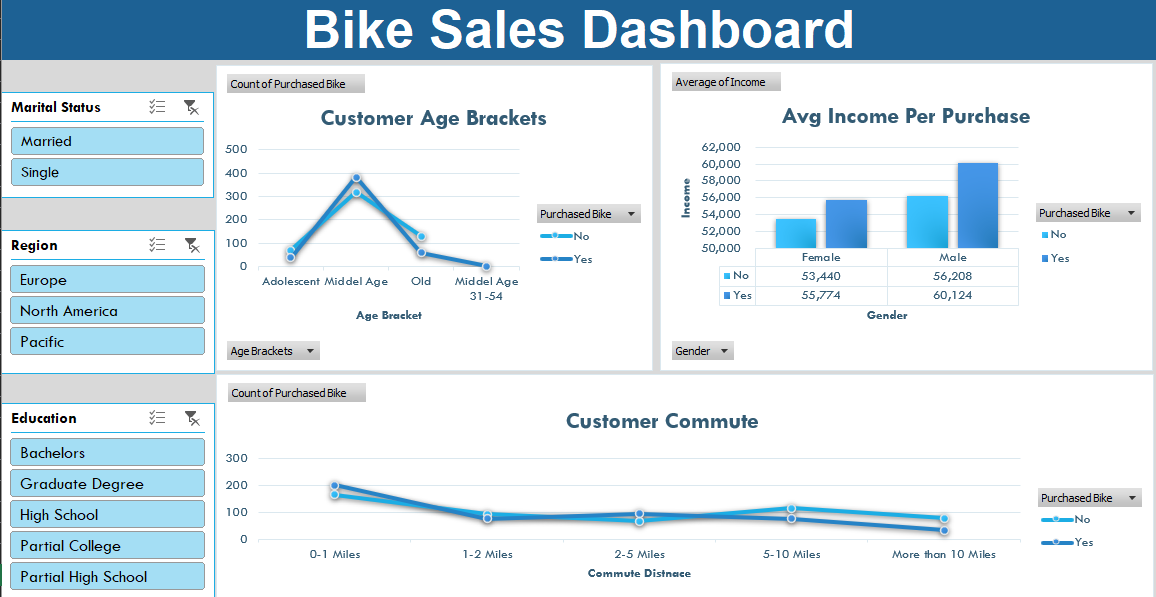 Bike Sales Dashboard
Marital Status
Married
Single
Region
Europe
North America
Pacific
Education
Bachelors
Graduate Degree
High School
Partial College
Partial High School
Count of Purchased Bike
Customer Age Brackets
500
400
300
200
100
0
Adolescent Middel Age Old Middel Age
31-54
Age Bracket
Purchased Bike
No
Yes
Age Brackets
Average of Income
Avg Income Per Purchase
Income
62,000
60,000
58,000
56,000
54,000
52,000
50,000
Female Male
No 53,440 56,208
Yes 55,774 60,124
Gender
Purchased Bike
No
Yes
Gender
Count of Purchased Bike
Customer Commute
300
200
100
0
0-1 Miles 1-2 Miles 2-5 Miles 5-10 Miles More than 10 Miles
Commute Distnace
Purchased Bike
No
Yes